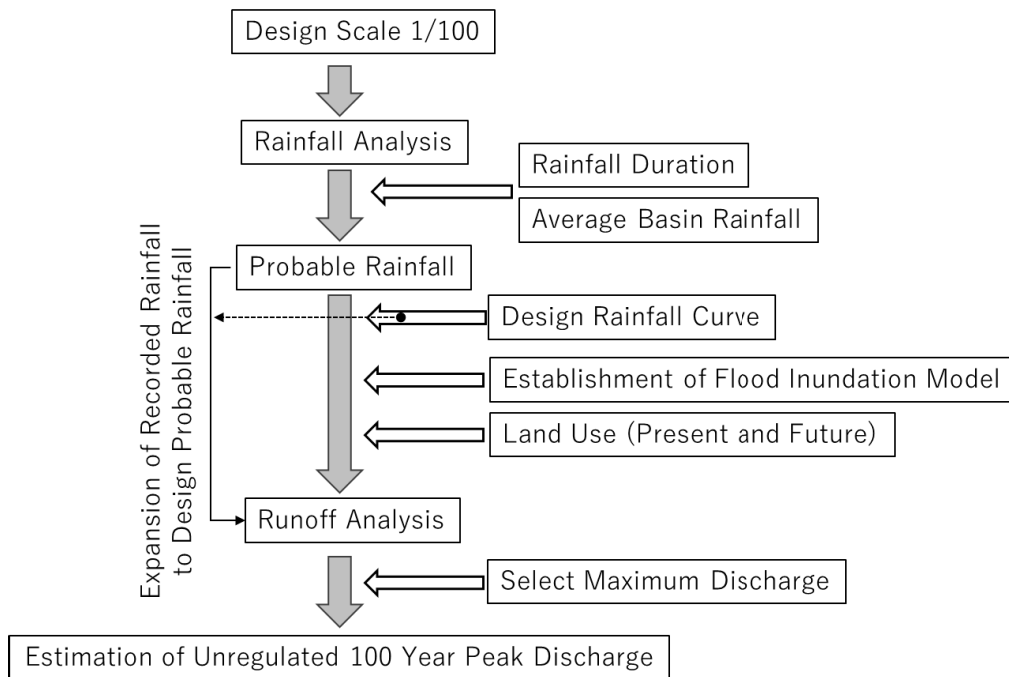 Design Scale 1/100
Rainfall Analysis
Rainfall Duration
Average Basin Rainfall
Probable Rainfall
Expansion of Recorded Rainfall
to Design Probable Rainfall
Design Rainfall Curve
Establishment of Flood Inundation Model
Land Use (Present and Future)
Runoff Analysis
Select Maximum Discharge
Estimation of Unregulated 100 Year Peak Discharge